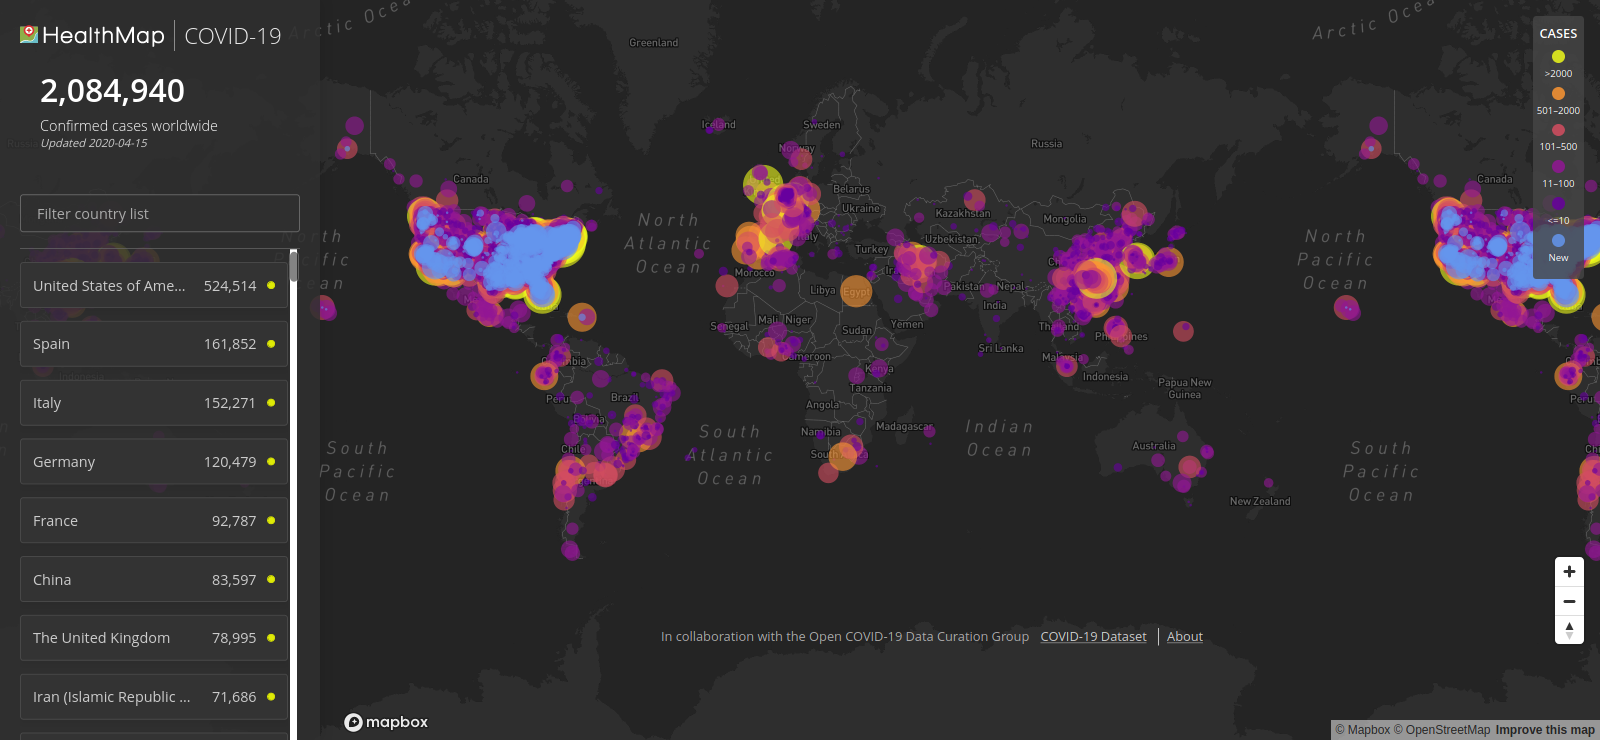 HealthMap | COVID-19
2,084,940
Confirmed cases worldwide
Updated 2020-04-15
Filter country list
United States of Ame... 524,514
Spain 161,852
Italy 152,271
Germany 120,479
France 92,787
China 83,597
The United Kingdom 78,995
Iran (Islamic Republic ... 71,686
Arctic Ocea
Greenland
Iceland
Sweden
Norway
Russia
Canada
Belarus
Ukraine
Kazakhstan
Mongolia
Uzbekistan
Turkey
North
Atlantic
Ocean
Morocco
Libya
Egypt
Pakistan
Nepal
India
Mali
Niger
Senegal
Sudan
Yemen
Thailand
Sri Lanka
Malaysia
Philippines
Cameroon
Kenya
Tanzania
Indonesia
Papua New
Guinea
Colombia
Peru
Brazil
Bolivia
Chile
Angola
Namibia
Madagascar
South Africa
Indian
Ocean
Australia
New Zealand
South
Pacific
Ocean
South
Atlantic
Ocean
Arctic Ocea
Canada
North
Pacific
Ocean
Peru
South
Pacific
Ocean
CASES
>2000
501–2000
101–500
11–100
<=10
New
+
−
In collaboration with the Open COVID-19 Data Curation Group COVID-19 Dataset | About
mapbox
© Mapbox © OpenStreetMap Improve this map